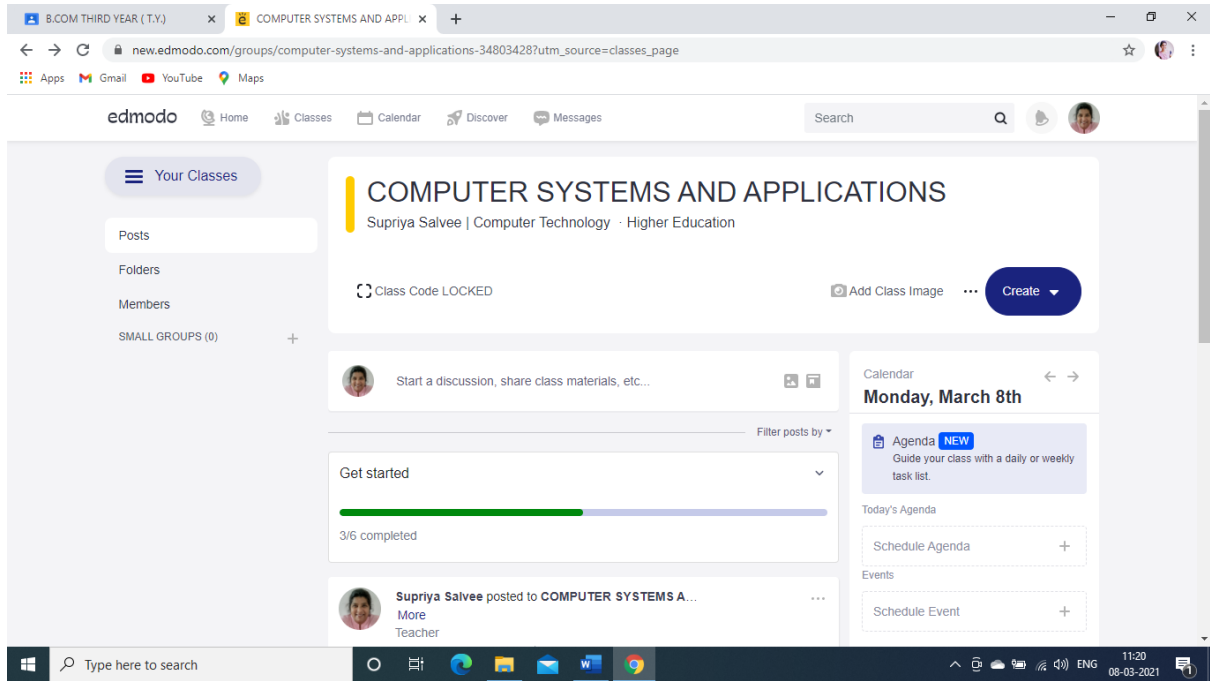 B.COM THIRD YEAR ( T.Y.)
COMPUTER SYSTEMS AND APPLI
new.edmodo.com/groups/computer-systems-and-applications-34803428?utm_source=classes_page
Apps Gmail YouTube Maps
edmodo Home Classes Calendar Discover Messages Search
Your Classes
Posts
Folders
Members
SMALL GROUPS (0) +
COMPUTER SYSTEMS AND APPLICATIONS
Supriya Salvee | Computer Technology · Higher Education
Class Code LOCKED
Add Class Image ... Create
Start a discussion, share class materials, etc...
Filter posts by
Get started
3/6 completed
Supriya Salvee posted to COMPUTER SYSTEMS A...
More
Teacher
Calendar
Monday, March 8th
Agenda NEW
Guide your class with a daily or weekly
task list.
Today's Agenda
Schedule Agenda +
Events
Schedule Event +
Type here to search
ENG
11:20
08-03-2021
1